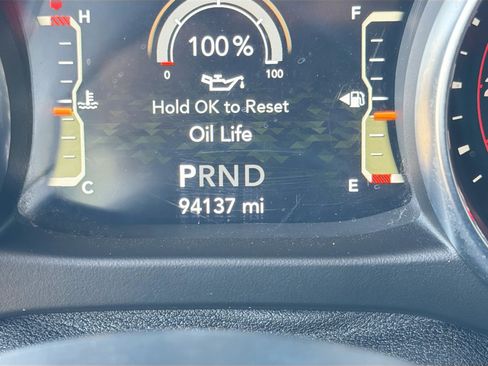 H
F
100 %
0
100
Hold OK to Reset
Oil Life
C
PRND
E
94137 mi